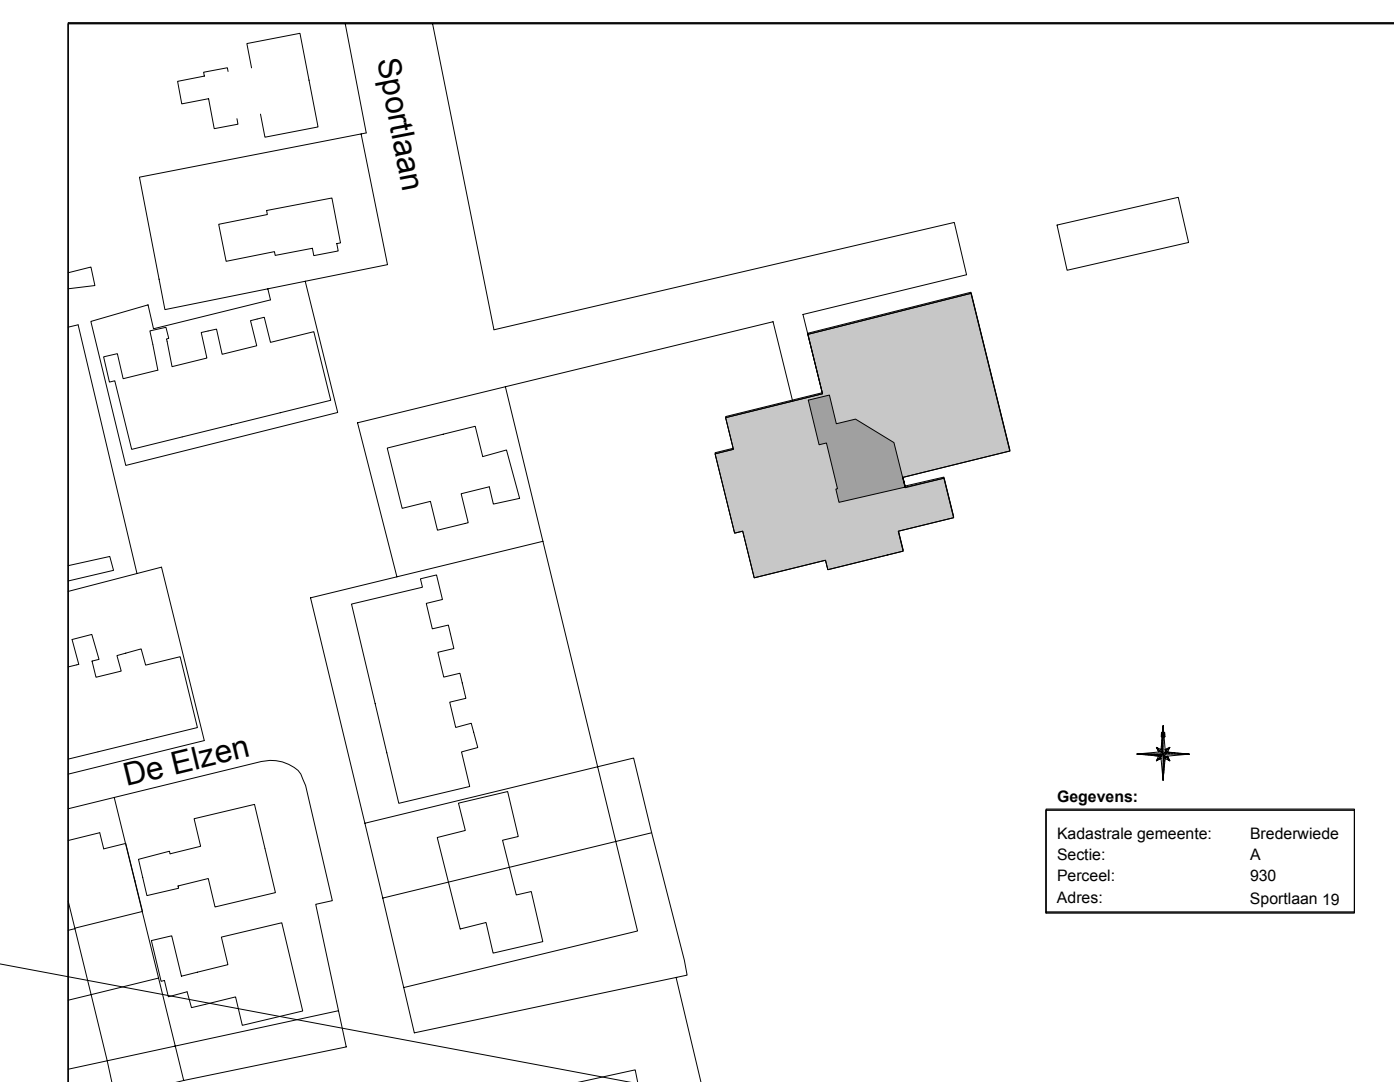 Sportlaan
De Elzen
Gegevens:
Kadastrale gemeente: Brederwiede
Sectie: A
Perceel: 930
Adres: Sportlaan 19